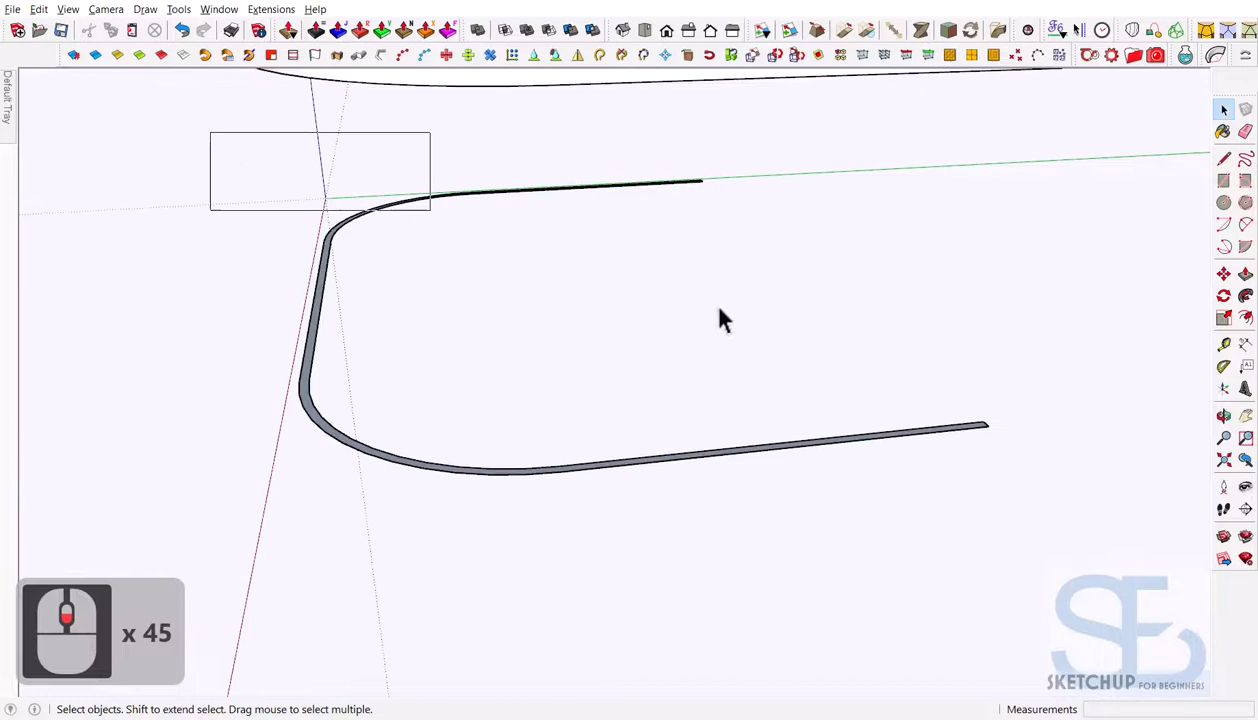 File Edit View Camera Draw Tools Window Extensions Help
Default Tray
x 45
SE
SKETCHUP FOR BEGINNERS
Select objects. Shift to extend select. Drag mouse to select multiple.
Measurements